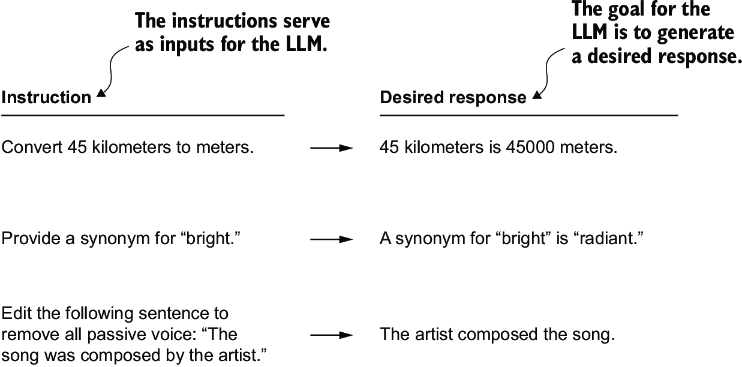 The instructions serve
as inputs for the LLM.
The goal for the
LLM is to generate
a desired response.
Instruction
Desired response
Convert 45 kilometers to meters.
45 kilometers is 45000 meters.
Provide a synonym for “bright.”
A synonym for “bright” is “radiant.”
Edit the following sentence to
remove all passive voice: “The
song was composed by the artist.”
The artist composed the song.